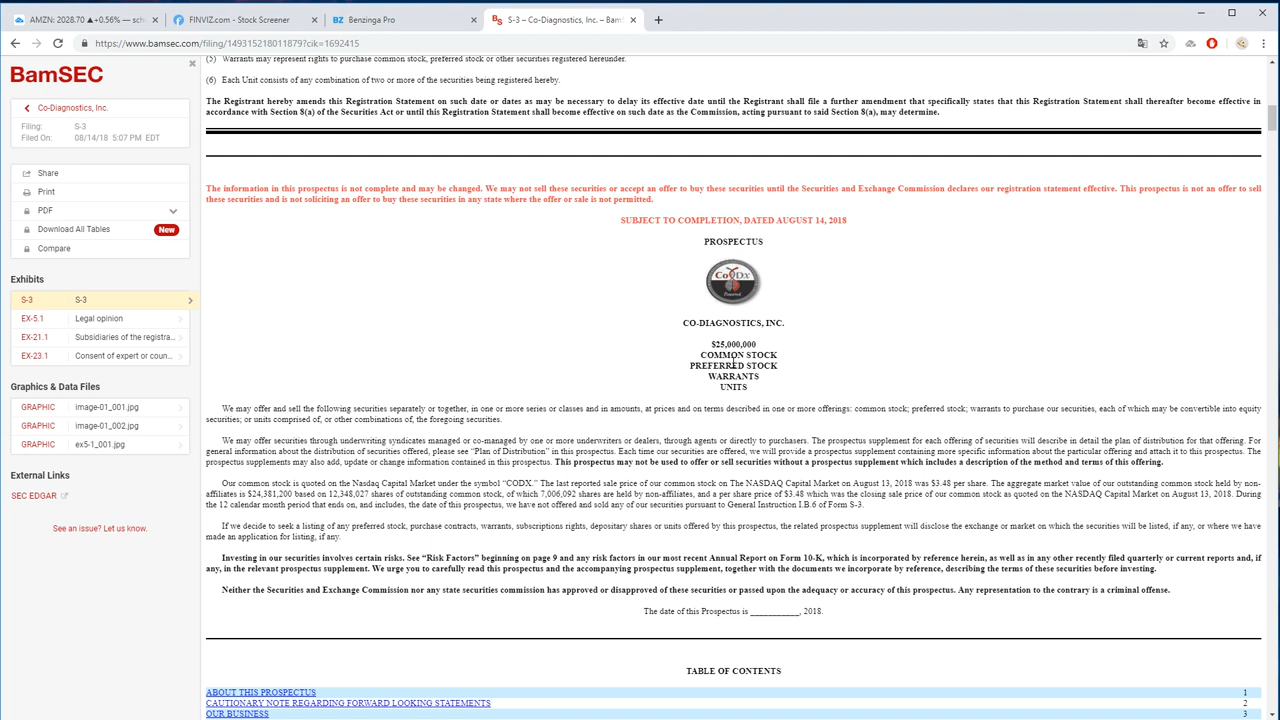 AMZN: 2028.70 ▲+0.56% — sch
FINVIZ.com - Stock Screener
Benzinga Pro
S-3 – Co-Diagnostics, Inc. – Bam
https://www.bamsec.com/filing/149315218011879?cik=1692415
BamSEC
Co-Diagnostics, Inc.
Filing: S-3
Filed On: 08/14/18 5:07 PM EDT
Share
Print
PDF
Download All Tables New
Compare
Exhibits
S-3 S-3
EX-5.1 Legal opinion
EX-21.1 Subsidiaries of the registra...
EX-23.1 Consent of expert or coun...
Graphics & Data Files
GRAPHIC image-01_001.jpg
GRAPHIC image-01_002.jpg
GRAPHIC ex5-1_001.jpg
External Links
SEC EDGAR
See an issue? Let us know.
(5) Warrants may represent rights to purchase common stock, preferred stock or other securities registered hereunder.
(6) Each Unit consists of any combination of two or more of the securities being registered hereby.
The Registrant hereby amends this Registration Statement on such date or dates as may be necessary to delay its effective date until the Registrant shall file a further amendment that specifically states that this Registration Statement shall thereafter become effective in
accordance with Section 8(a) of the Securities Act or until this Registration Statement shall become effective on such date as the Commission, acting pursuant to said Section 8(a), may determine.
The information in this prospectus is not complete and may be changed. We may not sell these securities or accept an offer to buy these securities until the Securities and Exchange Commission declares our registration statement effective. This prospectus is not an offer to sell
these securities and is not soliciting an offer to buy these securities in any state where the offer or sale is not permitted.
SUBJECT TO COMPLETION, DATED AUGUST 14, 2018
PROSPECTUS
CoDx
Powered
CO-DIAGNOSTICS, INC.
$25,000,000
COMMON STOCK
PREFERRED STOCK
WARRANTS
UNITS
We may offer and sell the following securities separately or together, in one or more series or classes and in amounts, at prices and on terms described in one or more offerings: common stock; preferred stock; warrants to purchase our securities, each of which may be convertible into equity
securities; or units comprised of, or other combinations of, the foregoing securities.
We may offer securities through underwriting syndicates managed or co-managed by one or more underwriters or dealers, through agents or directly to purchasers. The prospectus supplement for each offering of securities will describe in detail the plan of distribution for that offering. For
general information about the distribution of securities offered, please see “Plan of Distribution” in this prospectus. Each time our securities are offered, we will provide a prospectus supplement containing more specific information about the particular offering and attach it to this prospectus. The
prospectus supplements may also add, update or change information contained in this prospectus. This prospectus may not be used to offer or sell securities without a prospectus supplement which includes a description of the method and terms of this offering.
Our common stock is quoted on the Nasdaq Capital Market under the symbol “CODX.” The last reported sale price of our common stock on The NASDAQ Capital Market on August 13, 2018 was $3.48 per share. The aggregate market value of our outstanding common stock held by non-
affiliates is $24,381,200 based on 12,348,027 shares of outstanding common stock, of which 7,006,092 shares are held by non-affiliates, and a per share price of $3.48 which was the closing sale price of our common stock as quoted on the NASDAQ Capital Market on August 13, 2018. During
the 12 calendar month period that ends on, and includes, the date of this prospectus, we have not offered and sold any of our securities pursuant to General Instruction I.B.6 of Form S-3.
If we decide to seek a listing of any preferred stock, purchase contracts, warrants, subscriptions rights, depositary shares or units offered by this prospectus, the related prospectus supplement will disclose the exchange or market on which the securities will be listed, if any, or where we have
made an application for listing, if any.
Investing in our securities involves certain risks. See “Risk Factors” beginning on page 9 and any risk factors in our most recent Annual Report on Form 10-K, which is incorporated by reference herein, as well as in any other recently filed quarterly or current reports and, if
any, in the relevant prospectus supplement. We urge you to carefully read this prospectus and the accompanying prospectus supplement, together with the documents we incorporate by reference, describing the terms of these securities before investing.
Neither the Securities and Exchange Commission nor any state securities commission has approved or disapproved of these securities or passed upon the adequacy or accuracy of this prospectus. Any representation to the contrary is a criminal offense.
The date of this Prospectus is ___________, 2018.
TABLE OF CONTENTS
ABOUT THIS PROSPECTUS 1
CAUTIONARY NOTE REGARDING FORWARD LOOKING STATEMENTS 2
OUR BUSINESS 3